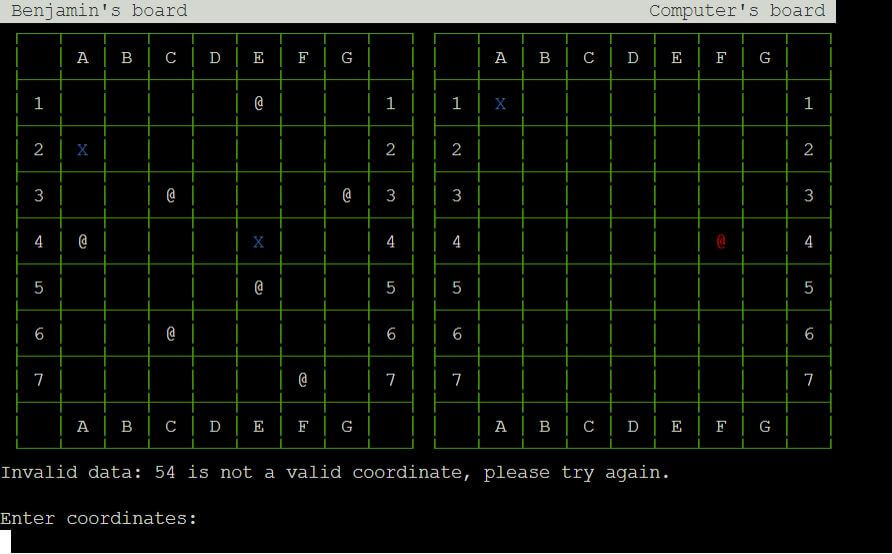 Benjamin's board Computer's board
A B C D E F G A B C D E F G
1 @ 1 1 X 1
2 X 2 2 2
3 @ @ 3 3 3
4 @ X 4 4 @ 4
5 @ 5 5 5
6 @ 6 6 6
7 @ 7 7 7
A B C D E F G A B C D E F G
Invalid data: 54 is not a valid coordinate, please try again.
Enter coordinates: